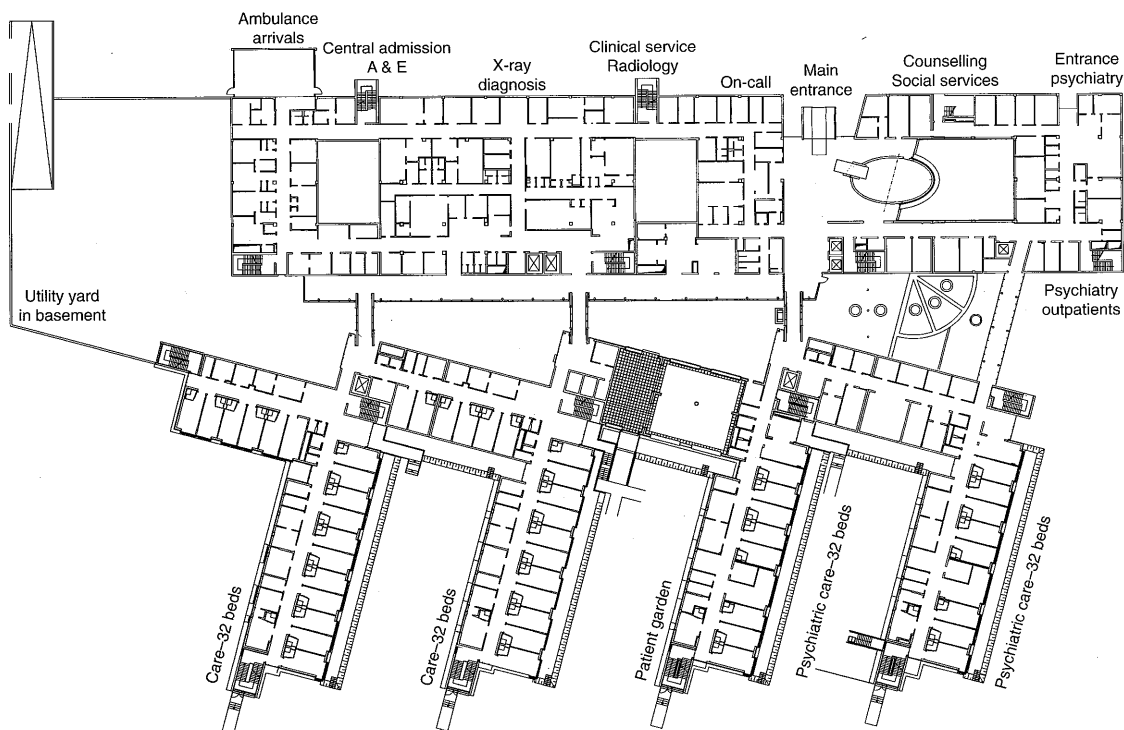 Ambulance
arrivals
Central admission
A & E
X-ray
diagnosis
Clinical service
Radiology
On-call
Main
entrance
Counselling
Social services
Entrance
psychiatry
Utility yard
in basement
Psychiatry
outpatients
Care–32 beds
Care–32 beds
Patient garden
Psychiatric care–32 beds
Psychiatric care–32 beds